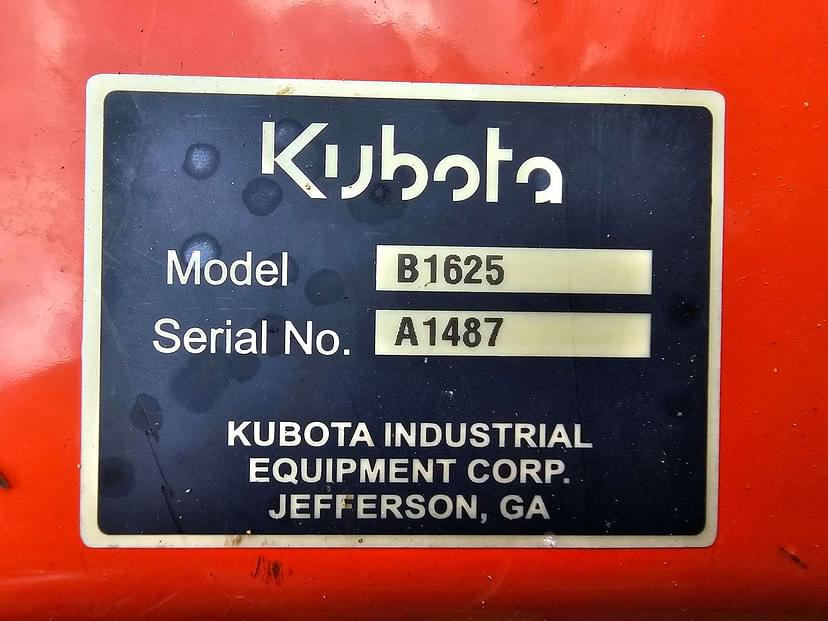 Kubota
Model B1625
Serial No. A1487
KUBOTA INDUSTRIAL
EQUIPMENT CORP.
JEFFERSON, GA